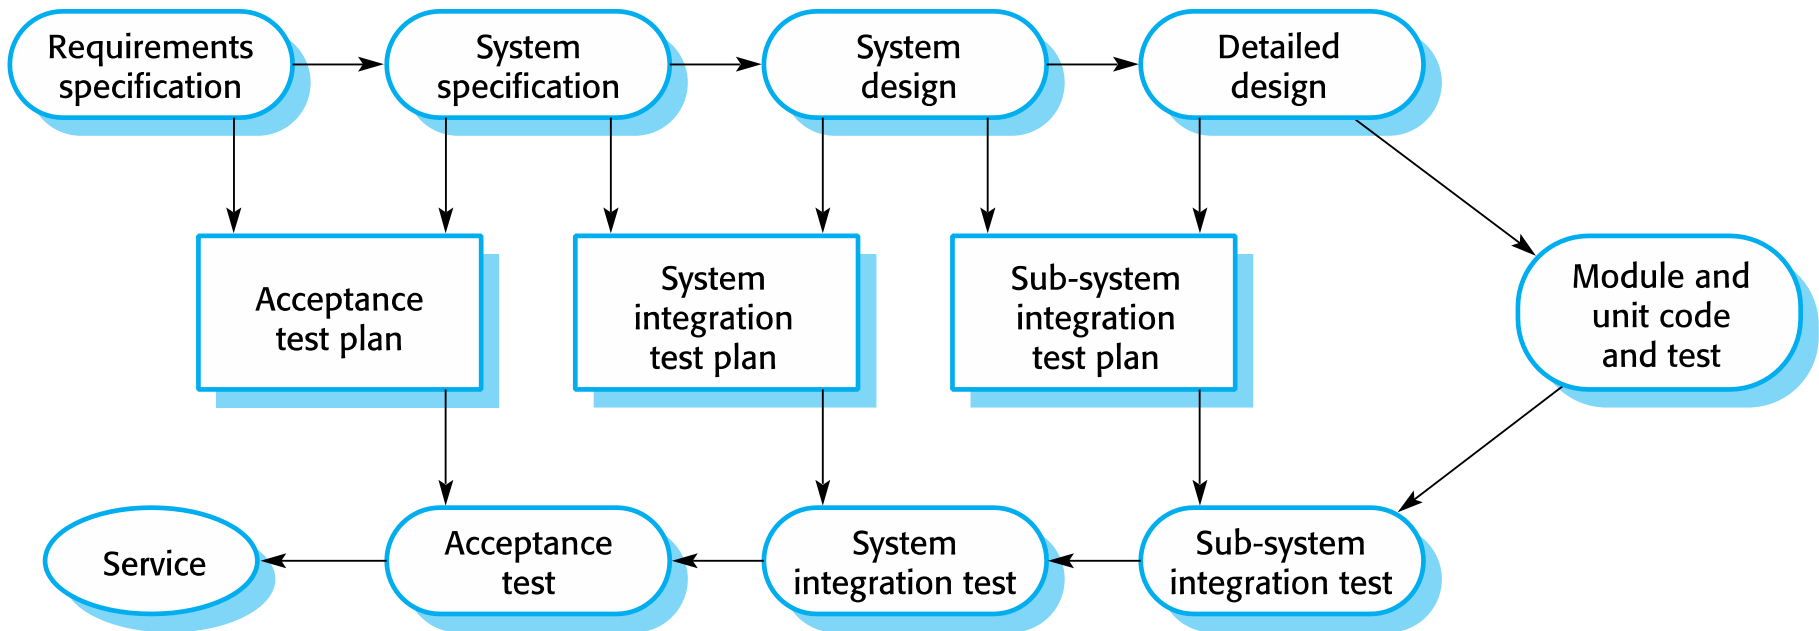 Requirements
specification
System
specification
System
design
Detailed
design
Acceptance
test plan
System
integration
test plan
Sub-system
integration
test plan
Module and
unit code
and test
Service
Acceptance
test
System
integration test
Sub-system
integration test